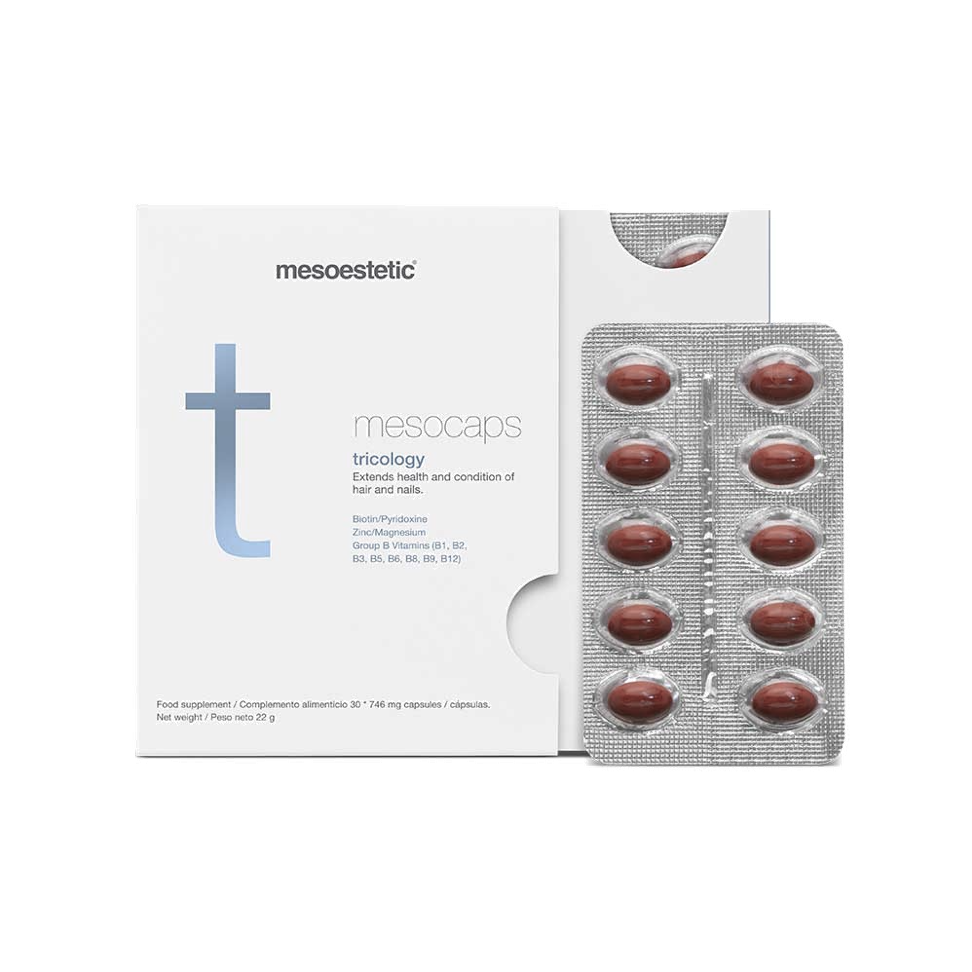 mesoestetic®
t
mesocaps
tricology
Extends health and condition of
hair and nails.
Biotin/Pyridoxine
Zinc/Magnesium
Group B Vitamins (B1, B2,
B3, B5, B6, B8, B9, B12)
Food supplement / Complemento alimenticio 30 * 746 mg capsules / cápsulas.
Net weight / Peso neto 22 g